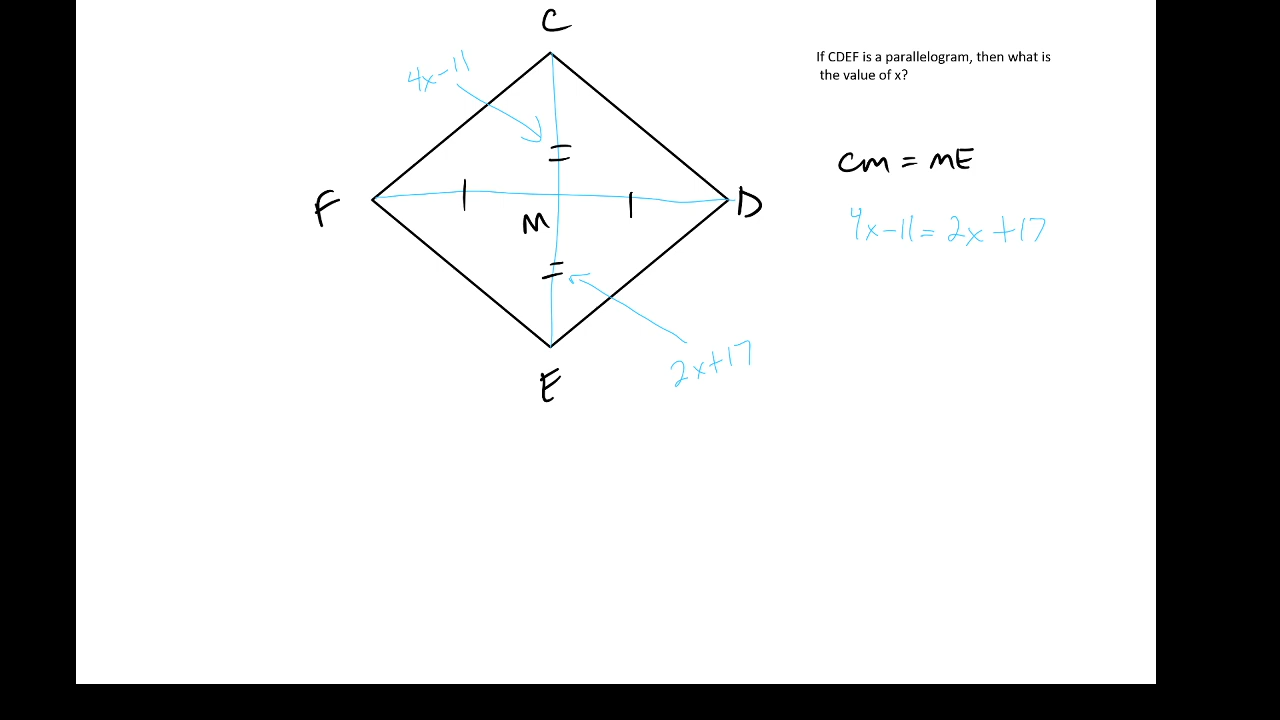 C
4x-11
If CDEF is a parallelogram, then what is
the value of x?
CM = ME
F
M
D
4x-11 = 2x+17
2x+17
E